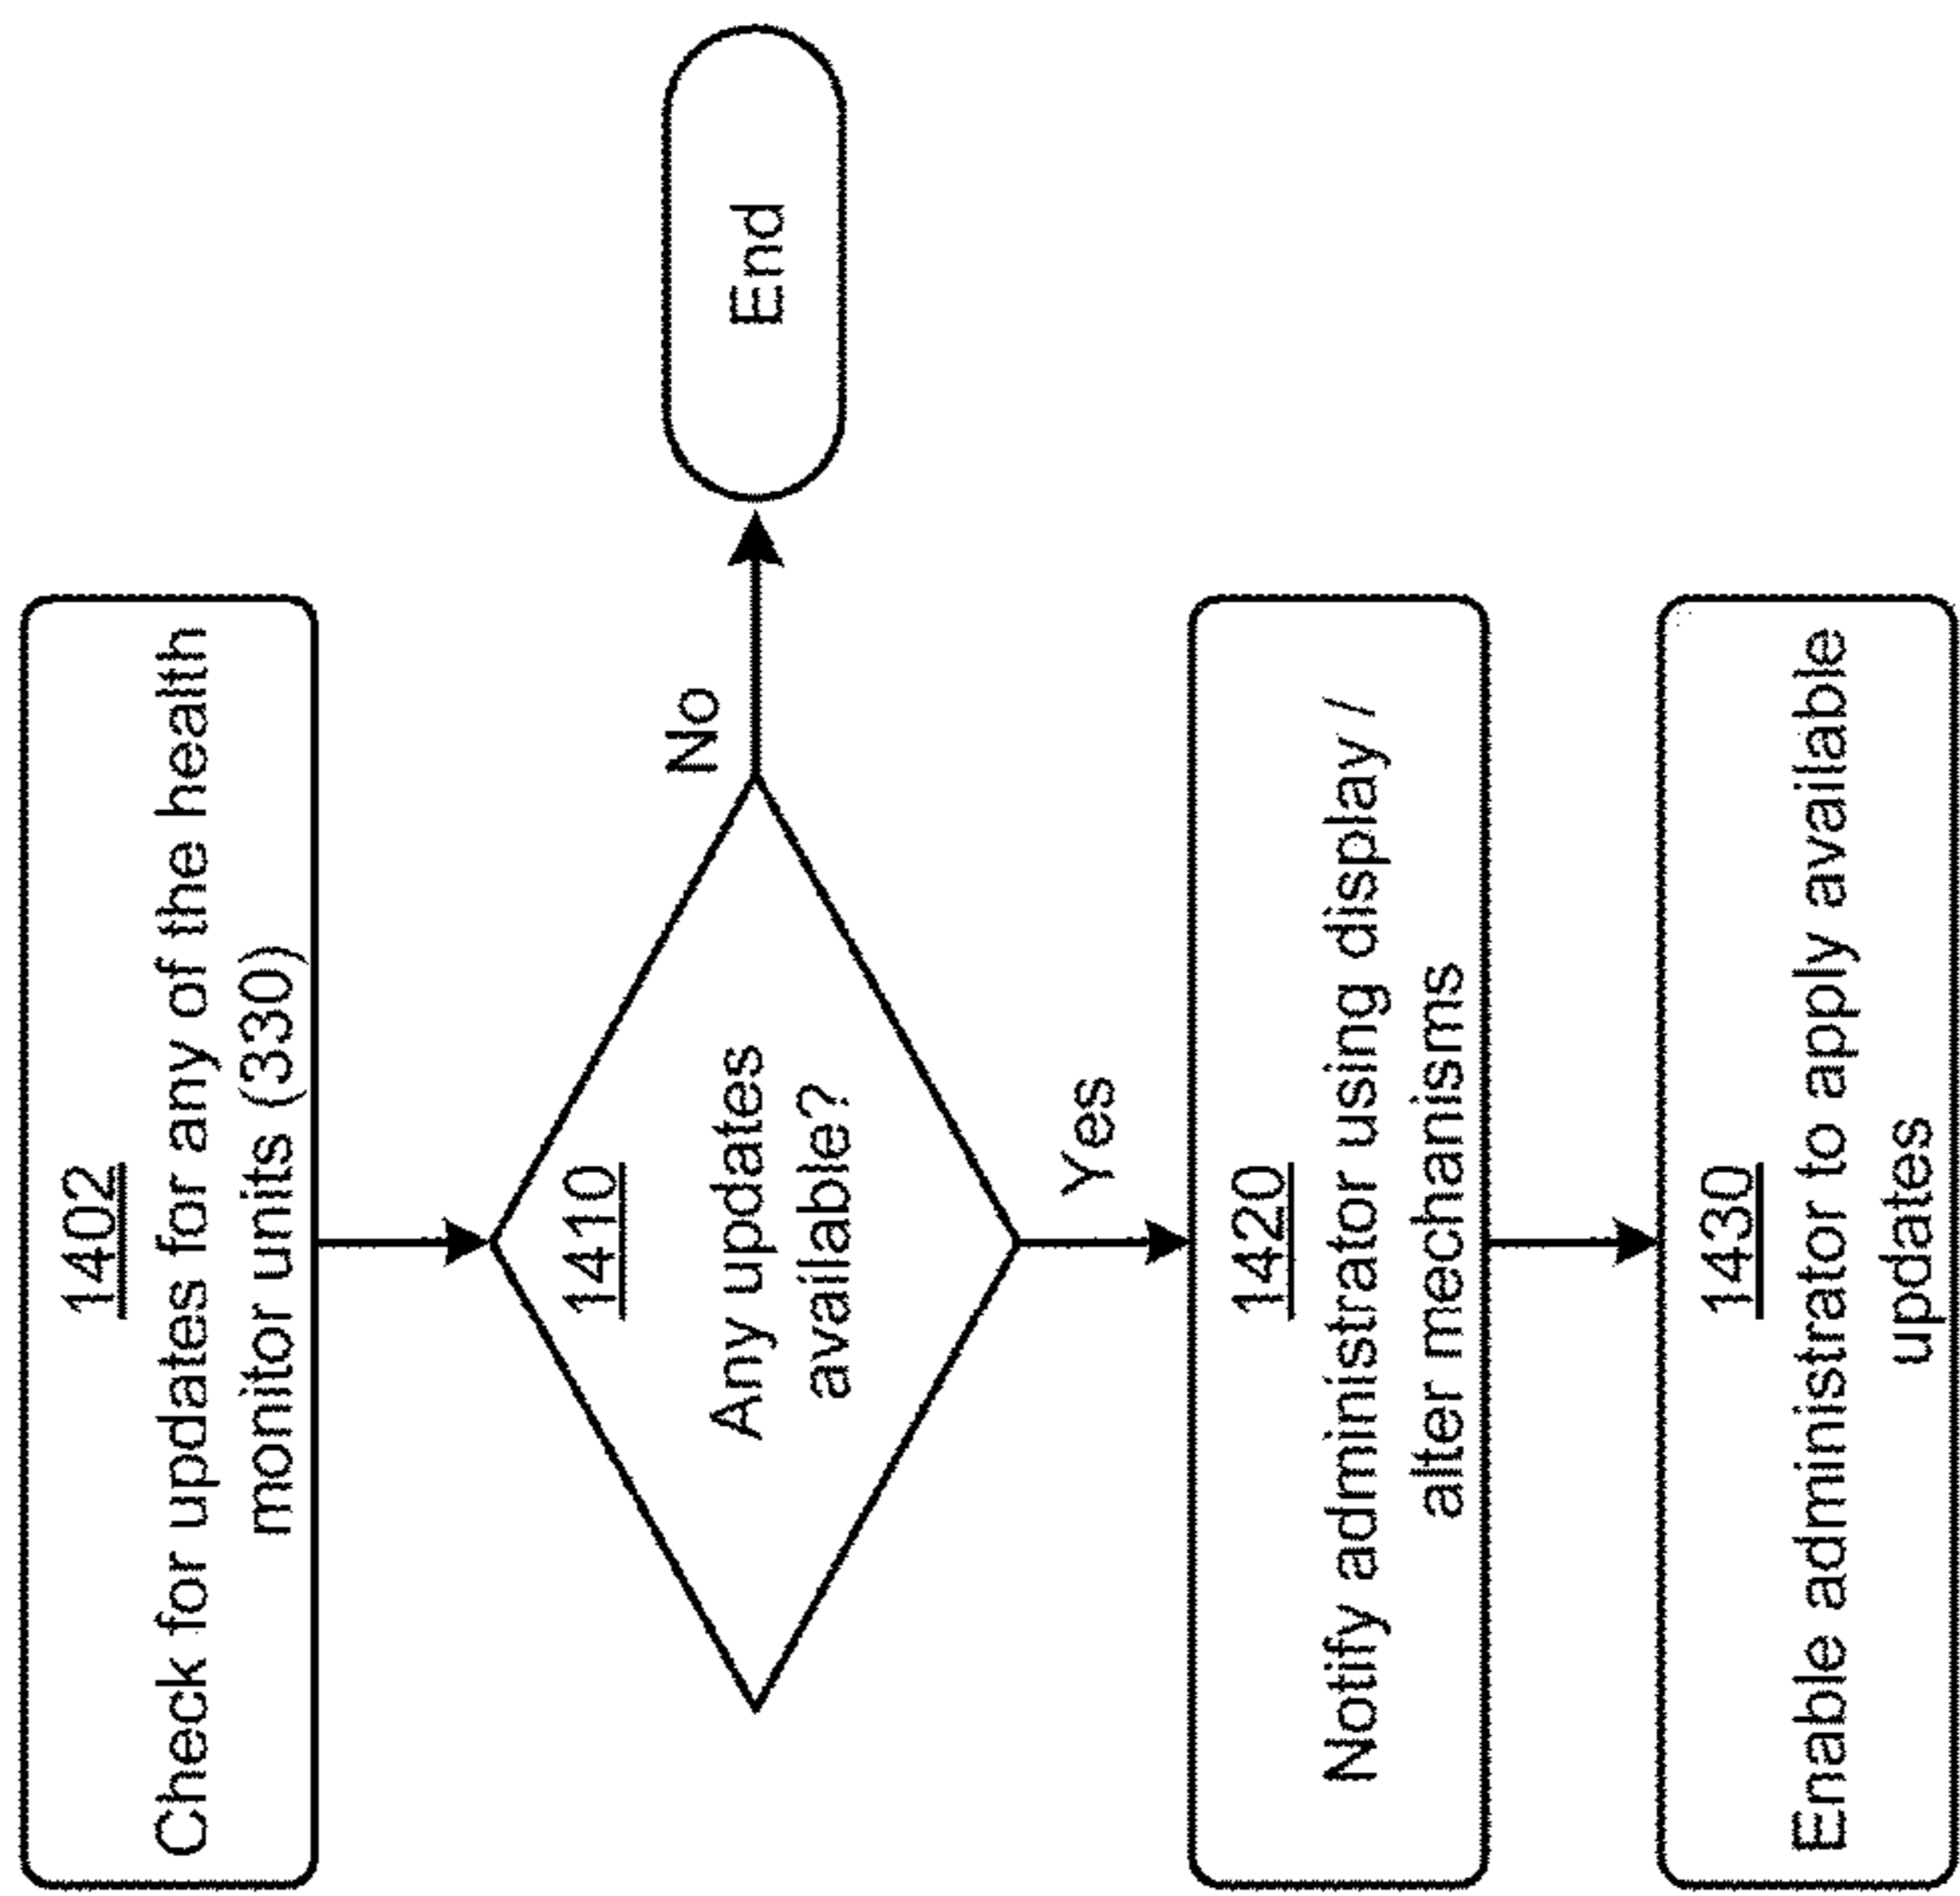 1402
Check for updates for any of the health
monitor units (330)
1410
Any updates
available?
No
End
Yes
1420
Notify administrator using display /
alter mechanisms
1430
Enable administrator to apply available
updates